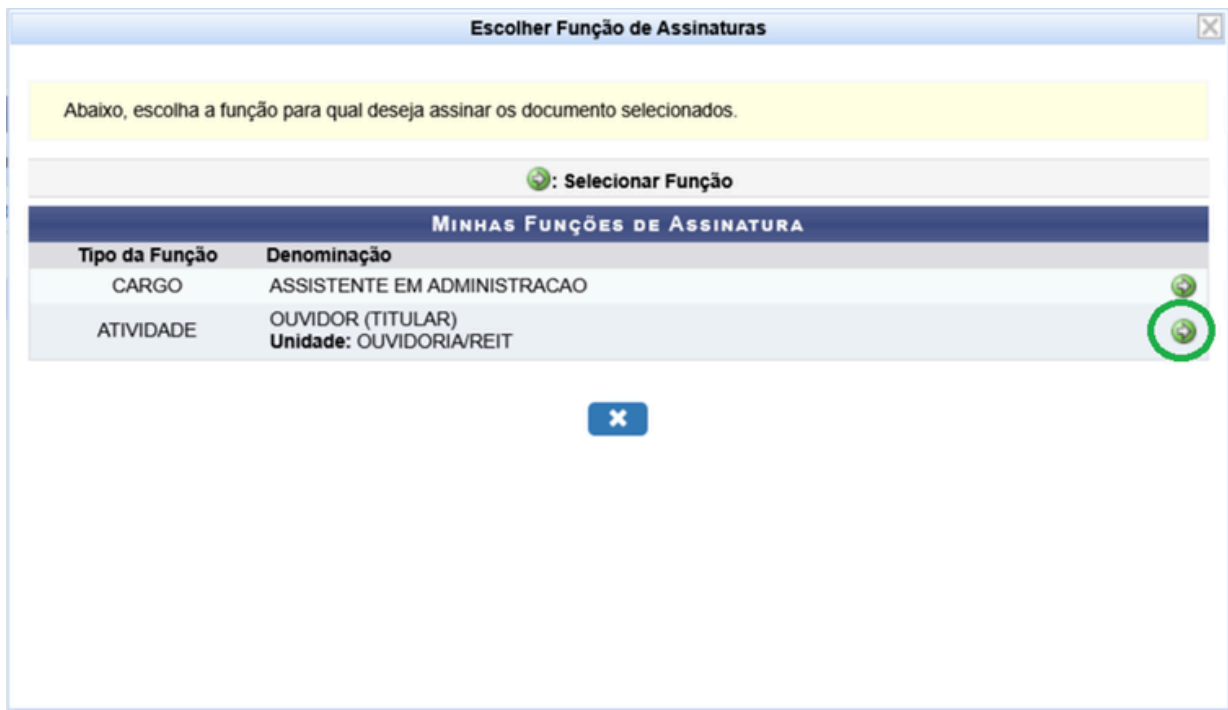 Escolher Função de Assinaturas
Abaixo, escolha a função para qual deseja assinar os documento selecionados.
: Selecionar Função
MINHAS FUNÇÕES DE ASSINATURA
Tipo da Função Denominação
CARGO ASSISTENTE EM ADMINISTRACAO
ATIVIDADE OUVIDOR (TITULAR)
Unidade: OUVIDORIA/REIT